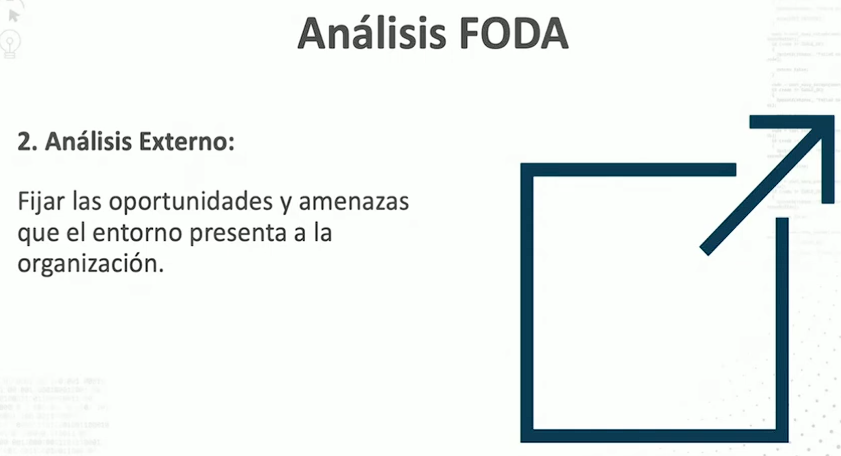 Análisis FODA
2. Análisis Externo:
Fijar las oportunidades y amenazas
que el entorno presenta a la
organización.